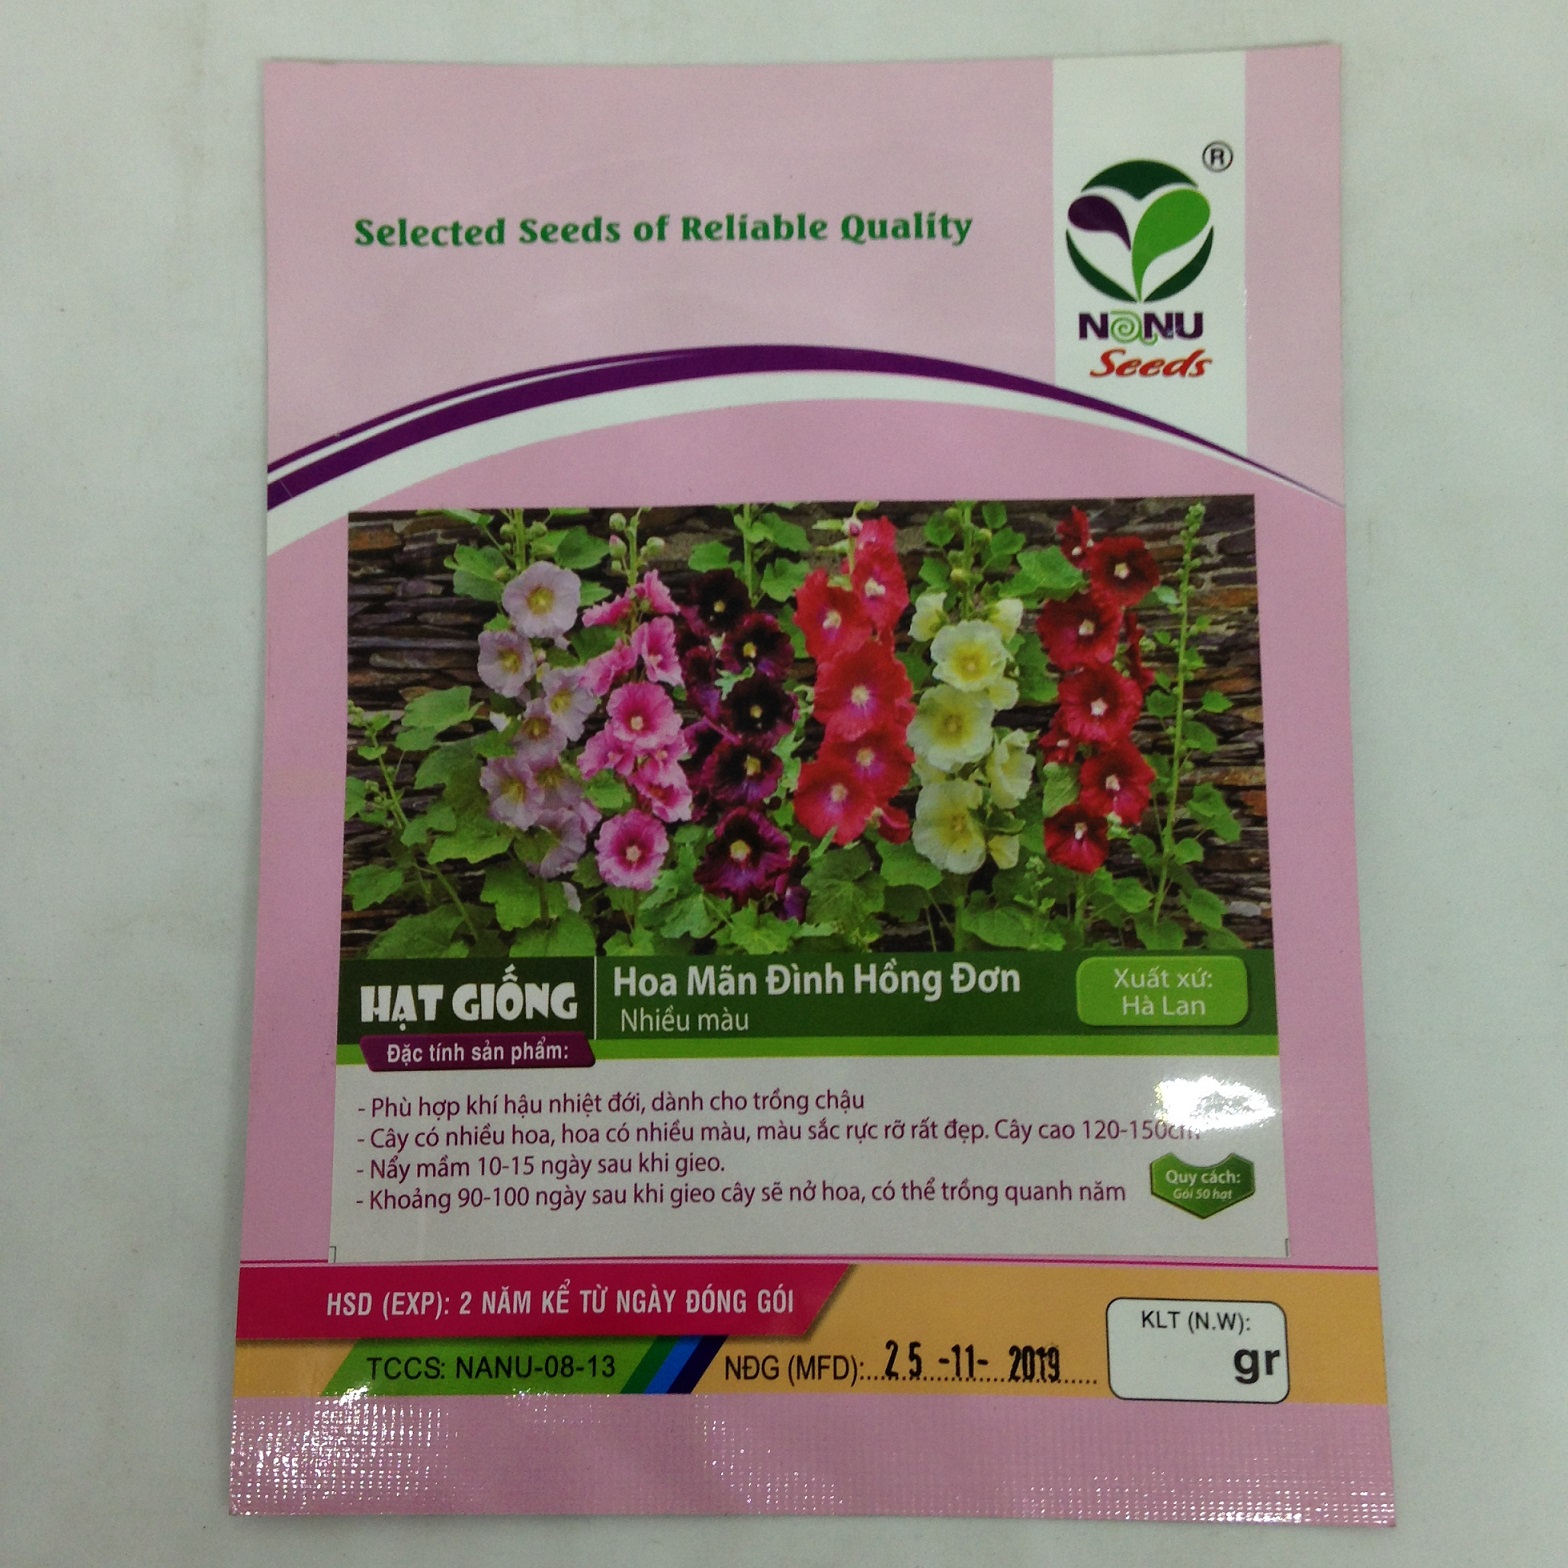 Selected Seeds of Reliable Quality
®
NANU
Seeds
HẠT GIỐNG
Hoa Mãn Đình Hồng Đơn
Nhiều màu
Xuất xứ:
Hà Lan
Đặc tính sản phẩm:
- Phù hợp khí hậu nhiệt đới, dành cho trồng chậu
- Cây có nhiều hoa, hoa có nhiều màu, màu sắc rực rỡ rất đẹp. Cây cao 120-150cm
- Nẩy mầm 10-15 ngày sau khi gieo.
- Khoảng 90-100 ngày sau khi gieo cây sẽ nở hoa, có thể trồng quanh năm
Quy cách:
Gói 50 hạt
HSD (EXP): 2 NĂM KỂ TỪ NGÀY ĐÓNG GÓI
TCCS: NANU-08-13
NĐG (MFD):...25...-11-...2019.....
KLT (N.W):
gr